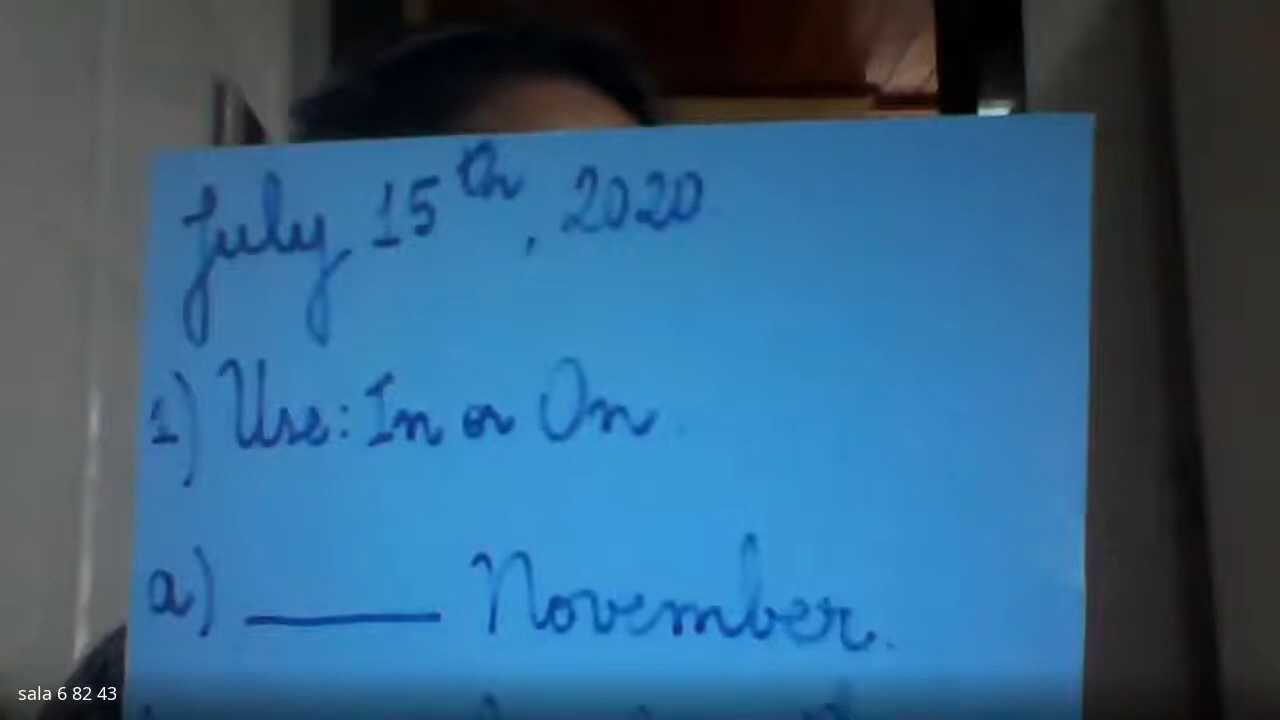 July 15th, 2020
1) Use: In or On.
a) ____ November.
sala 6 82 43